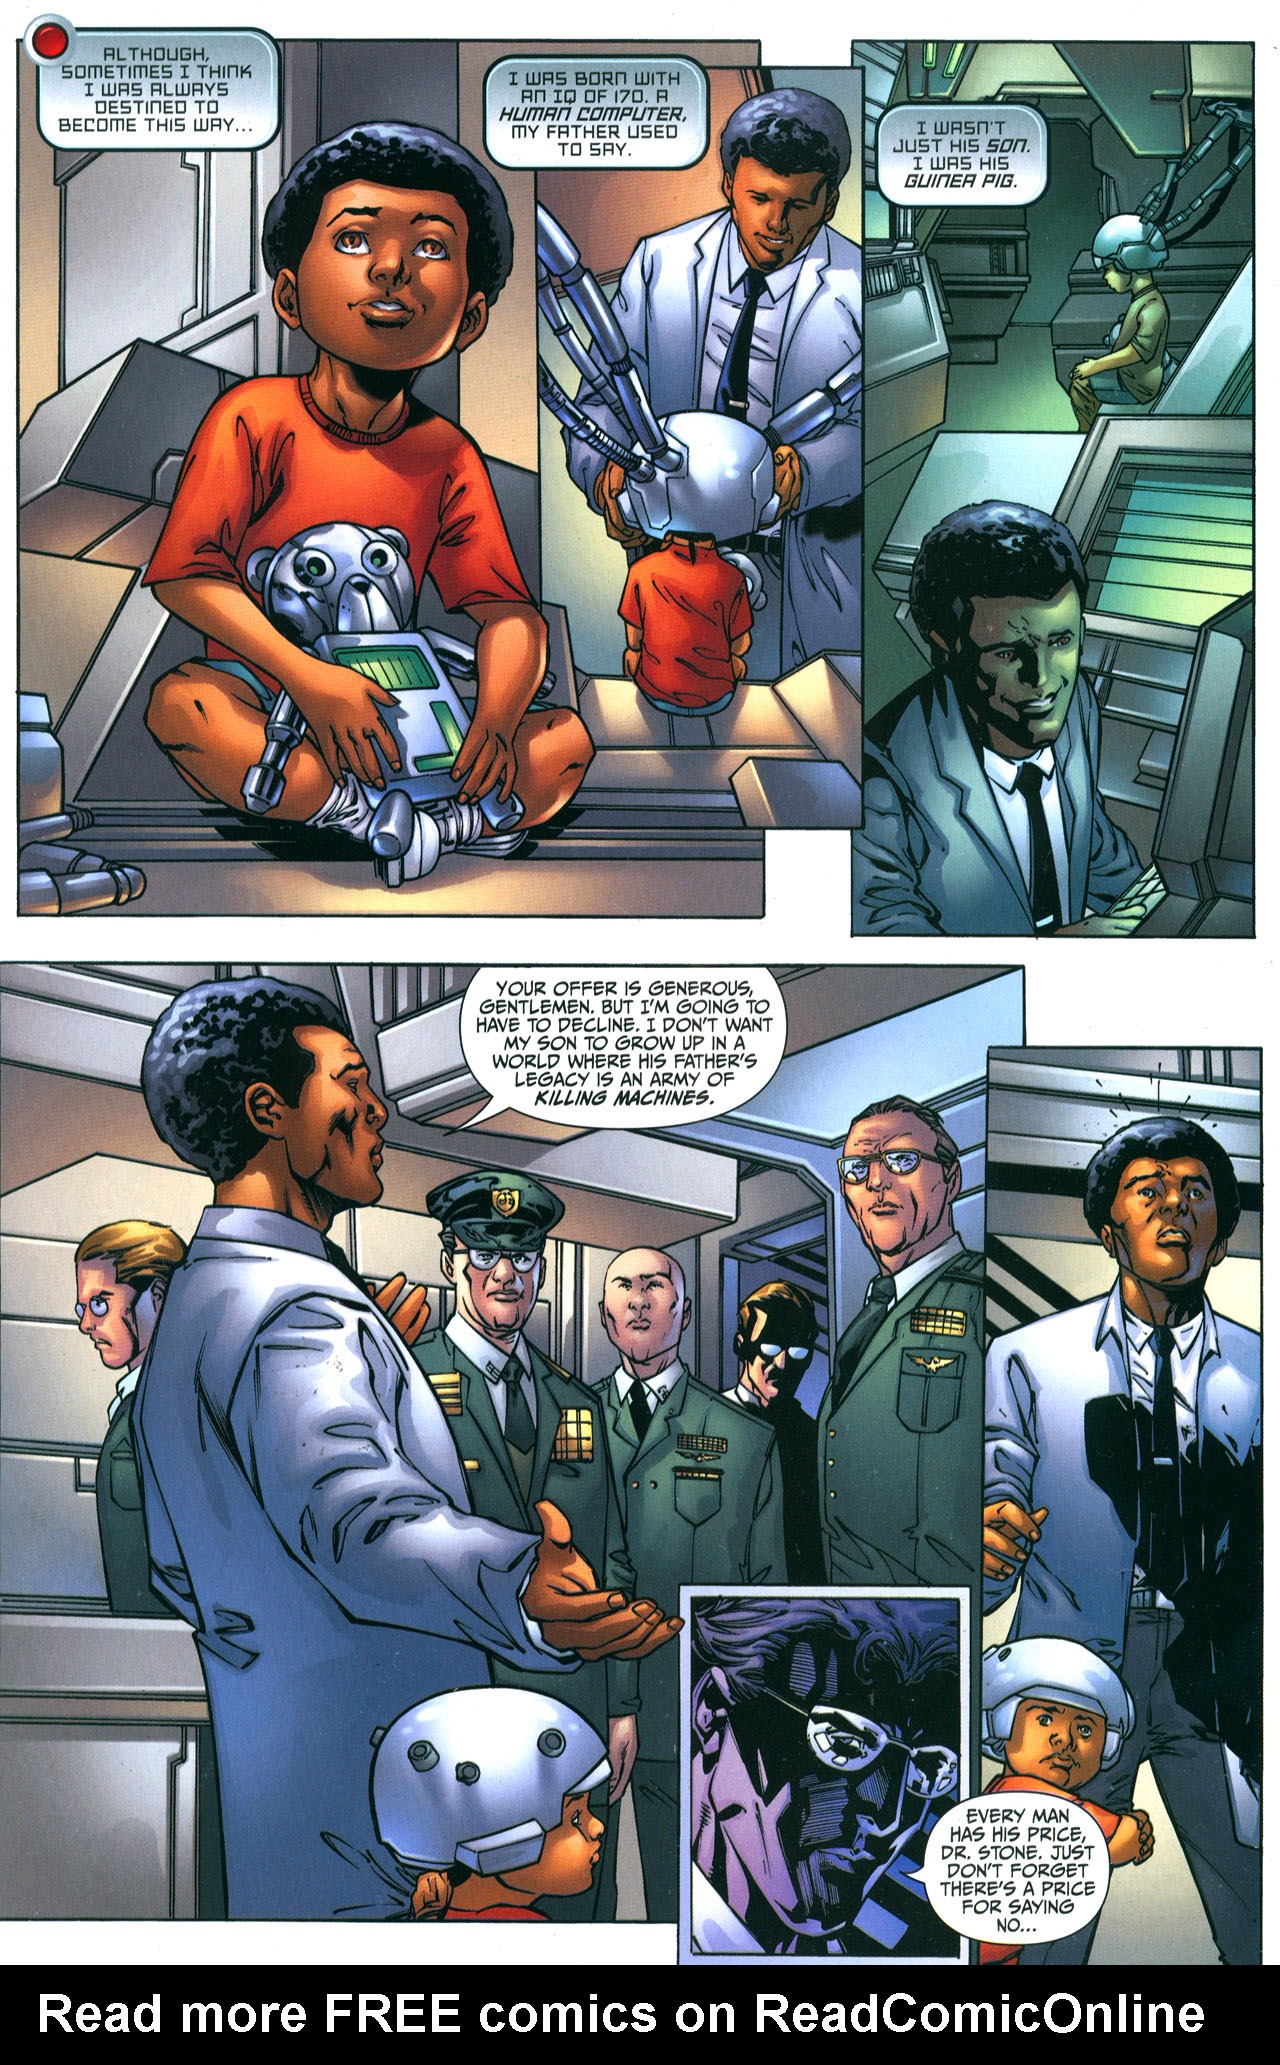 ALTHOUGH,
SOMETIMES I THINK
I WAS ALWAYS
DESTINED TO
BECOME THIS WAY...
I WAS BORN WITH
AN IQ OF 170. A
HUMAN COMPUTER,
MY FATHER USED
TO SAY.
I WASN'T
JUST HIS SON.
I WAS HIS
GUINEA PIG.
YOUR OFFER IS GENEROUS,
GENTLEMEN. BUT I'M GOING TO
HAVE TO DECLINE. I DON'T WANT
MY SON TO GROW UP IN A
WORLD WHERE HIS FATHER'S
LEGACY IS AN ARMY OF
KILLING MACHINES.
EVERY MAN
HAS HIS PRICE,
DR. STONE. JUST
DON'T FORGET
THERE'S A PRICE
FOR SAYING
NO...
Read more FREE comics on ReadComicOnline